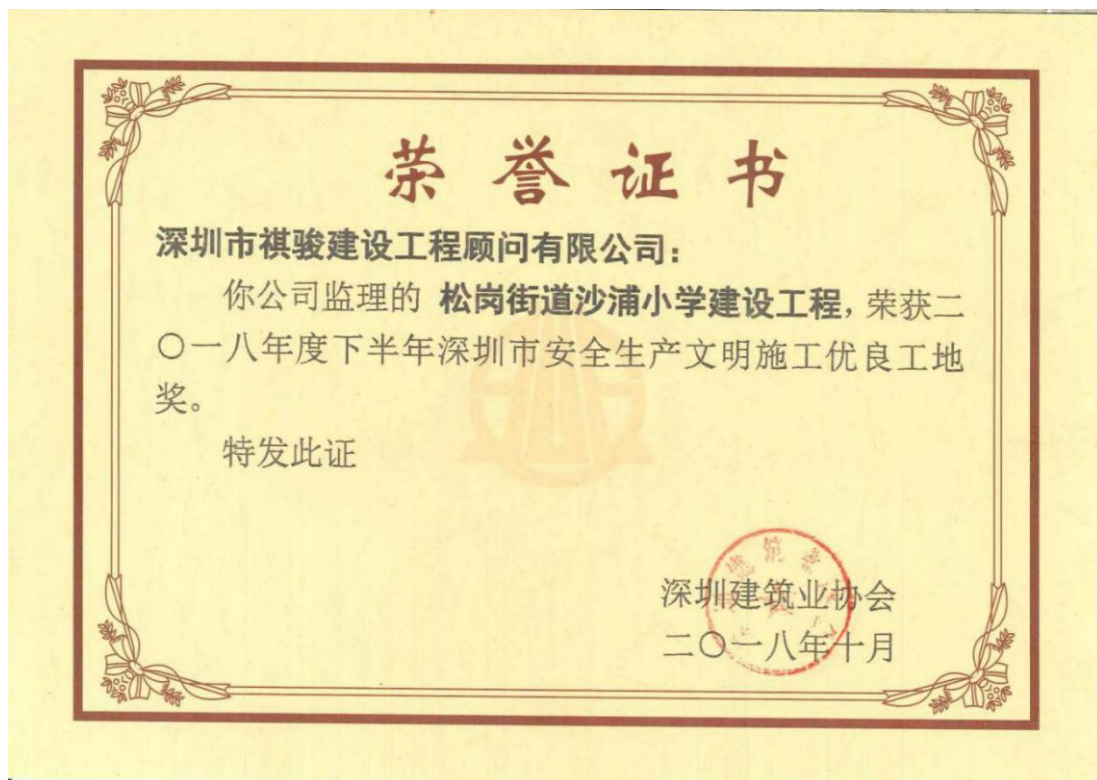 荣誉证书
深圳市祺骏建设工程顾问有限公司：
你公司监理的 松岗街道沙浦小学建设工程，荣获二
〇一八年度下半年深圳市安全生产文明施工优良工地
奖。
特发此证
深圳建筑业协会
二〇一八年十月